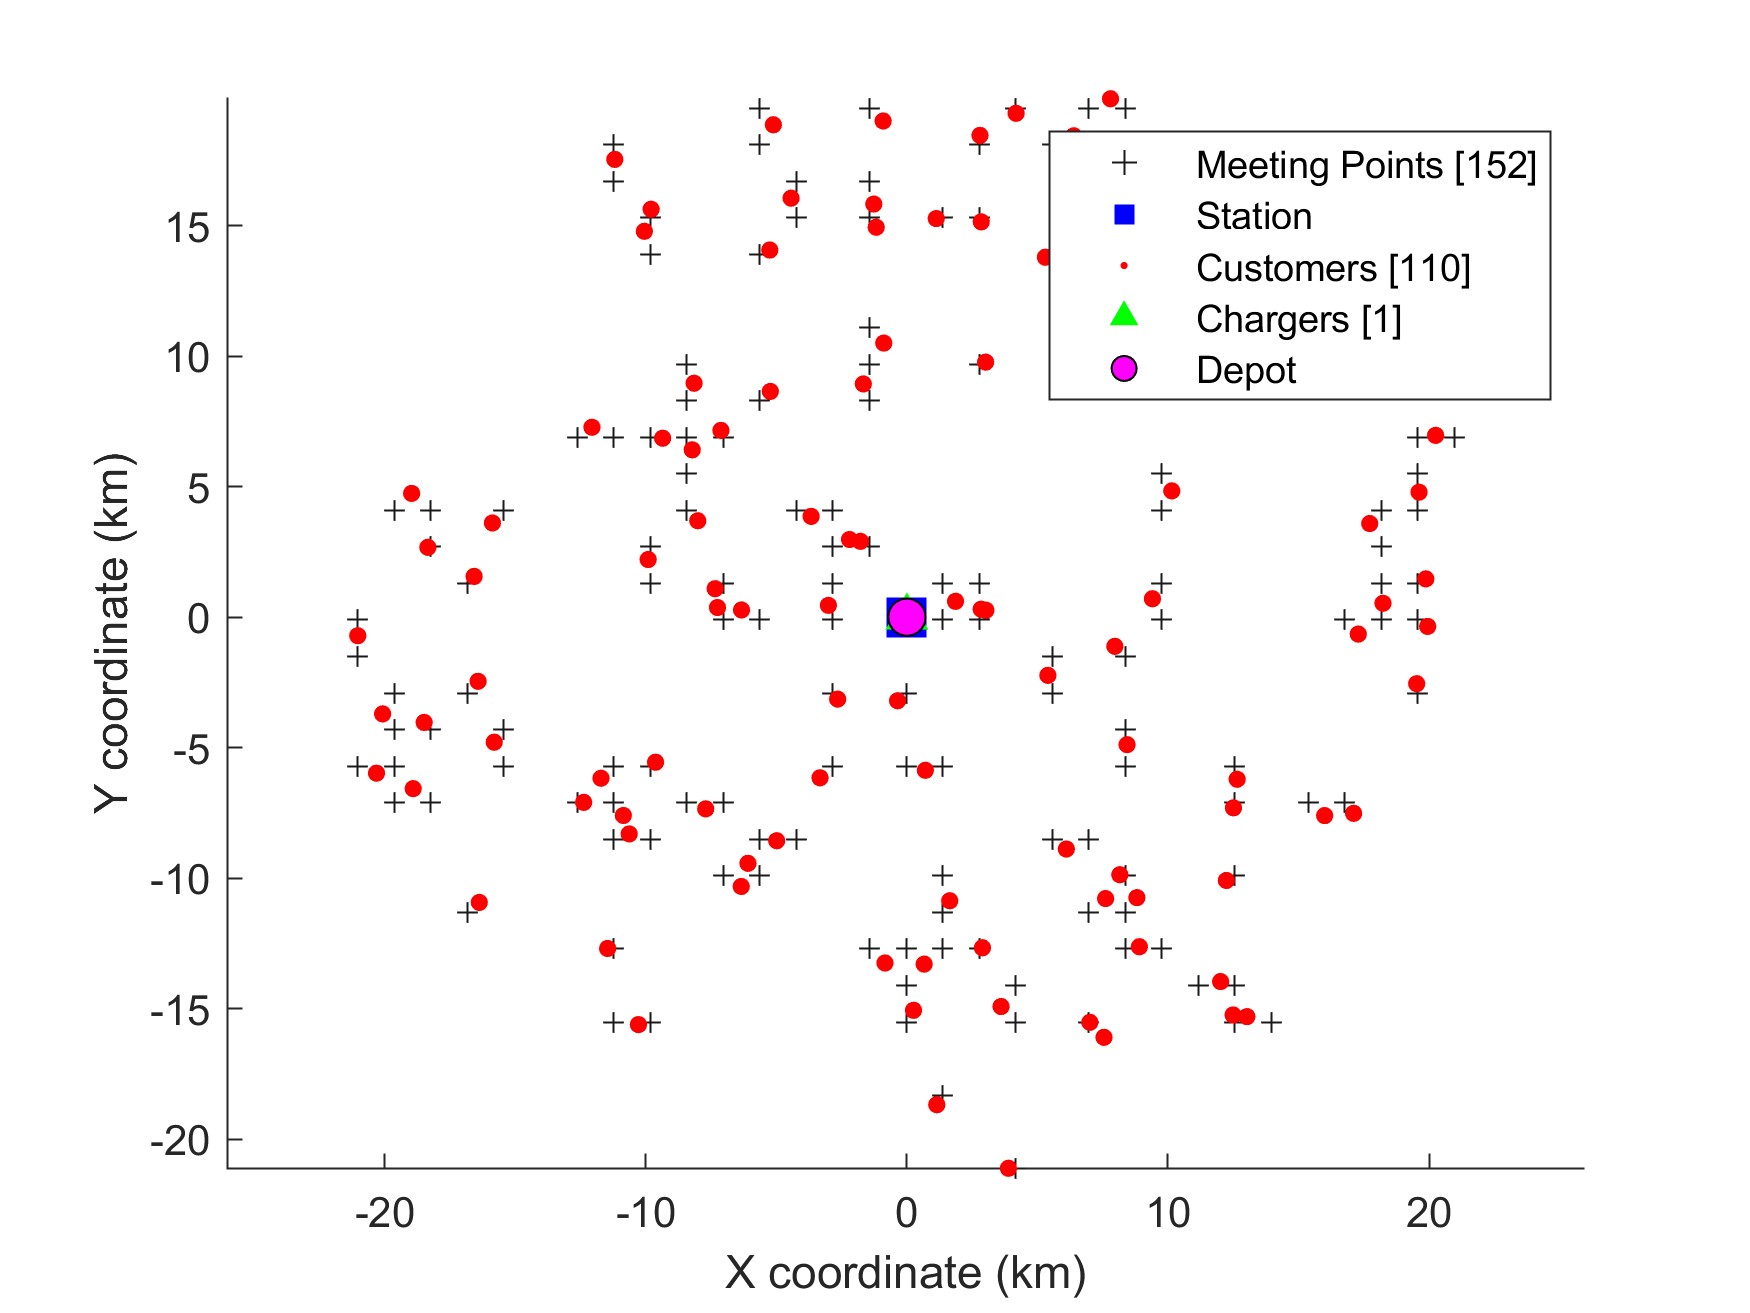 Meeting Points [152]
Station
Customers [110]
Chargers [1]
Depot
15
10
5
0
-5
-10
-15
-20
Y coordinate (km)
-20
-10
0
10
20
X coordinate (km)